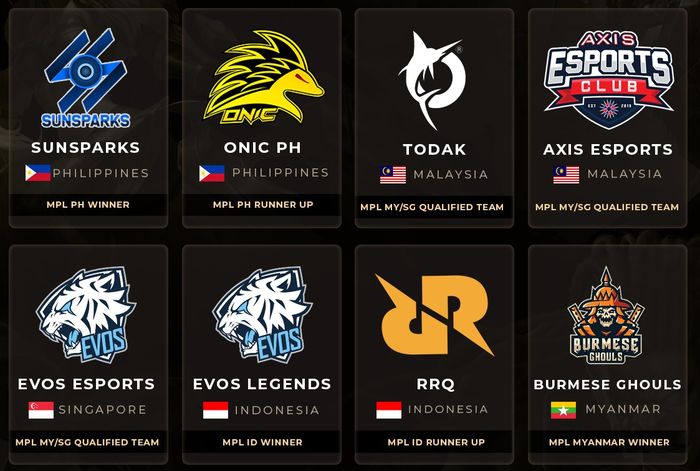 SUNSPARKS
SUNSPARKS
PHILIPPINES
MPL PH WINNER
ONIC
ONIC PH
PHILIPPINES
MPL PH RUNNER UP
®
TODAK
MALAYSIA
MPL MY/SG QUALIFIED TEAM
AXIS
ESPORTS
CLUB
EST 2015
AXIS ESPORTS
MALAYSIA
MPL MY/SG QUALIFIED TEAM
EVOS
EVOS ESPORTS
SINGAPORE
MPL MY/SG QUALIFIED TEAM
EVOS
EVOS LEGENDS
INDONESIA
MPL ID WINNER
RRQ
INDONESIA
MPL ID RUNNER UP
BURMESE
GHOULS
BURMESE GHOULS
MYANMAR
MPL MYANMAR WINNER